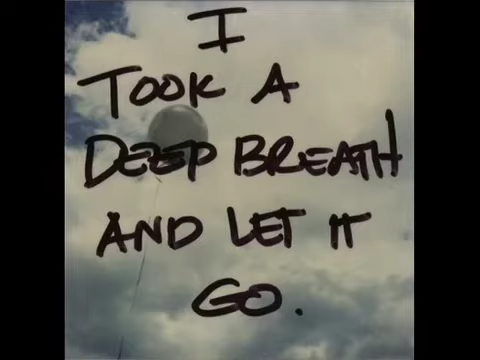 I
TOOK A
DEEP BREATH
AND LET IT
GO.